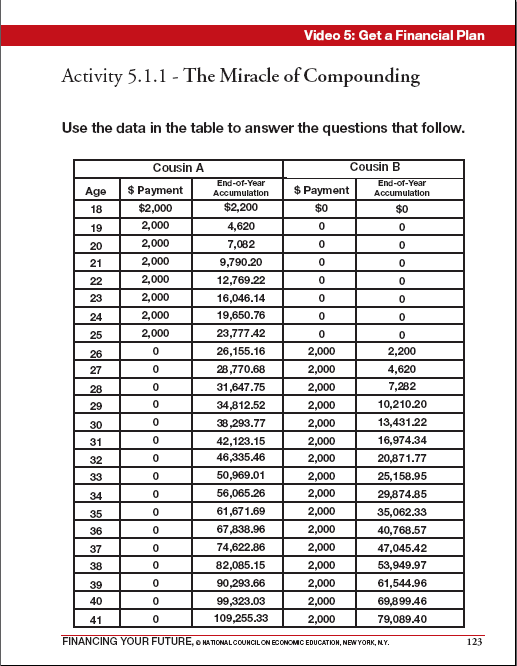 Video 5: Get a Financial Plan
Activity 5.1.1 - The Miracle of Compounding
Use the data in the table to answer the questions that follow.
Cousin A Cousin B
Age $ Payment End-of-Year Accumulation $ Payment End-of-Year Accumulation
18 $2,000 $2,200 $0 $0
19 2,000 4,620 0 0
20 2,000 7,082 0 0
21 2,000 9,790.20 0 0
22 2,000 12,769.22 0 0
23 2,000 16,046.14 0 0
24 2,000 19,650.76 0 0
25 2,000 23,777.42 0 0
26 0 26,155.16 2,000 2,200
27 0 28,770.68 2,000 4,620
28 0 31,647.75 2,000 7,282
29 0 34,812.52 2,000 10,210.20
30 0 38,293.77 2,000 13,431.22
31 0 42,123.15 2,000 16,974.34
32 0 46,335.46 2,000 20,871.77
33 0 50,969.01 2,000 25,158.95
34 0 56,065.26 2,000 29,874.85
35 0 61,671.69 2,000 35,062.33
36 0 67,838.96 2,000 40,768.57
37 0 74,622.86 2,000 47,045.42
38 0 82,085.15 2,000 53,949.97
39 0 90,293.66 2,000 61,544.96
40 0 99,323.03 2,000 69,899.46
41 0 109,255.33 2,000 79,089.40
FINANCING YOUR FUTURE, © NATIONAL COUNCIL ON ECONOMIC EDUCATION, NEW YORK, N.Y. 123